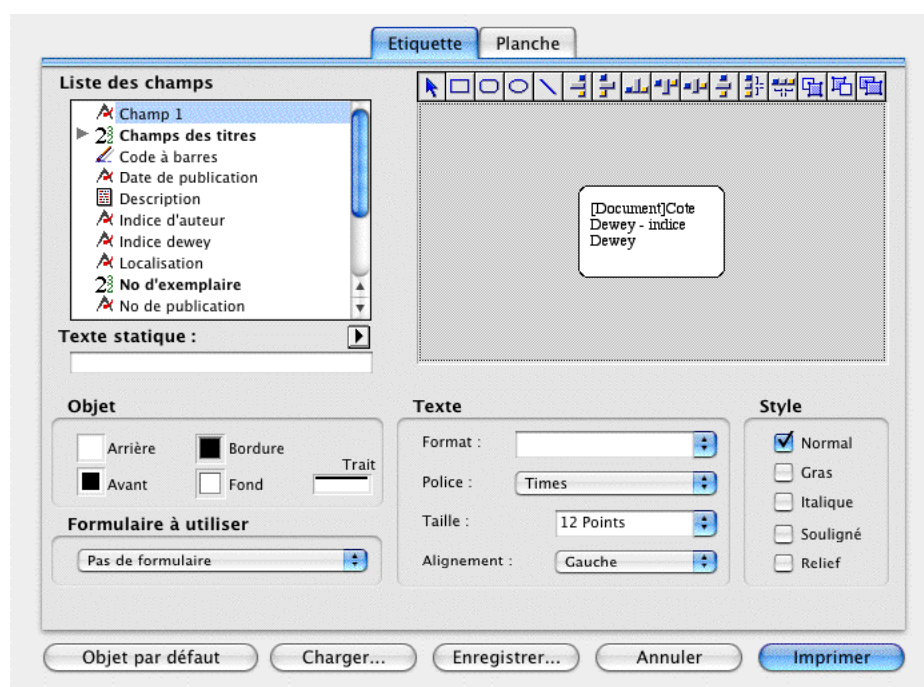 Etiquette
Planche
Liste des champs
Champ 1
Champs des titres
Code à barres
Date de publication
Description
Indice d'auteur
Indice dewey
Localisation
No d'exemplaire
No de publication
Texte statique :
[Document]Cote
Dewey - indice
Dewey
Objet
Arrière
Bordure
Avant
Fond
Trait
Formulaire à utiliser
Pas de formulaire
Texte
Format :
Police :
Times
Taille :
12 Points
Alignement :
Gauche
Style
Normal
Gras
Italique
Souligné
Relief
Objet par défaut
Charger...
Enregistrer...
Annuler
Imprimer